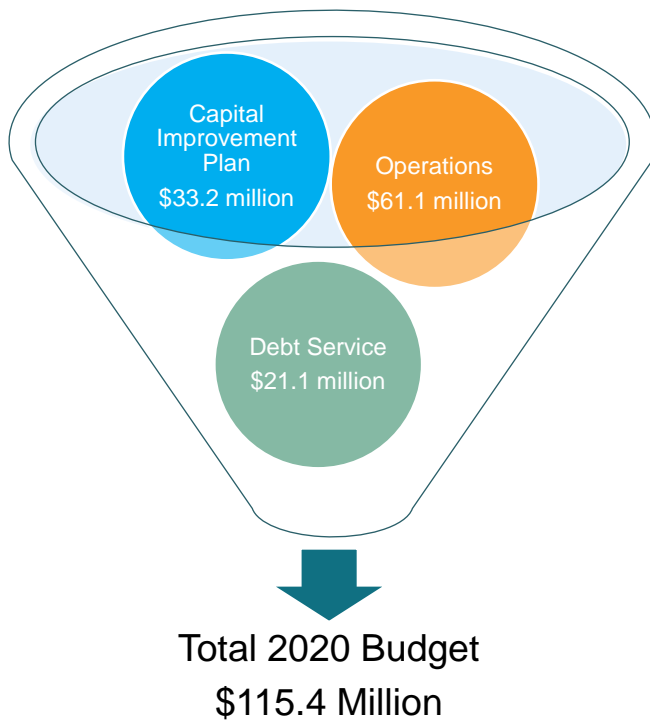 Capital
Improvement
Plan
$33.2 million
Operations
$61.1 million
Debt Service
$21.1 million
Total 2020 Budget
$115.4 Million